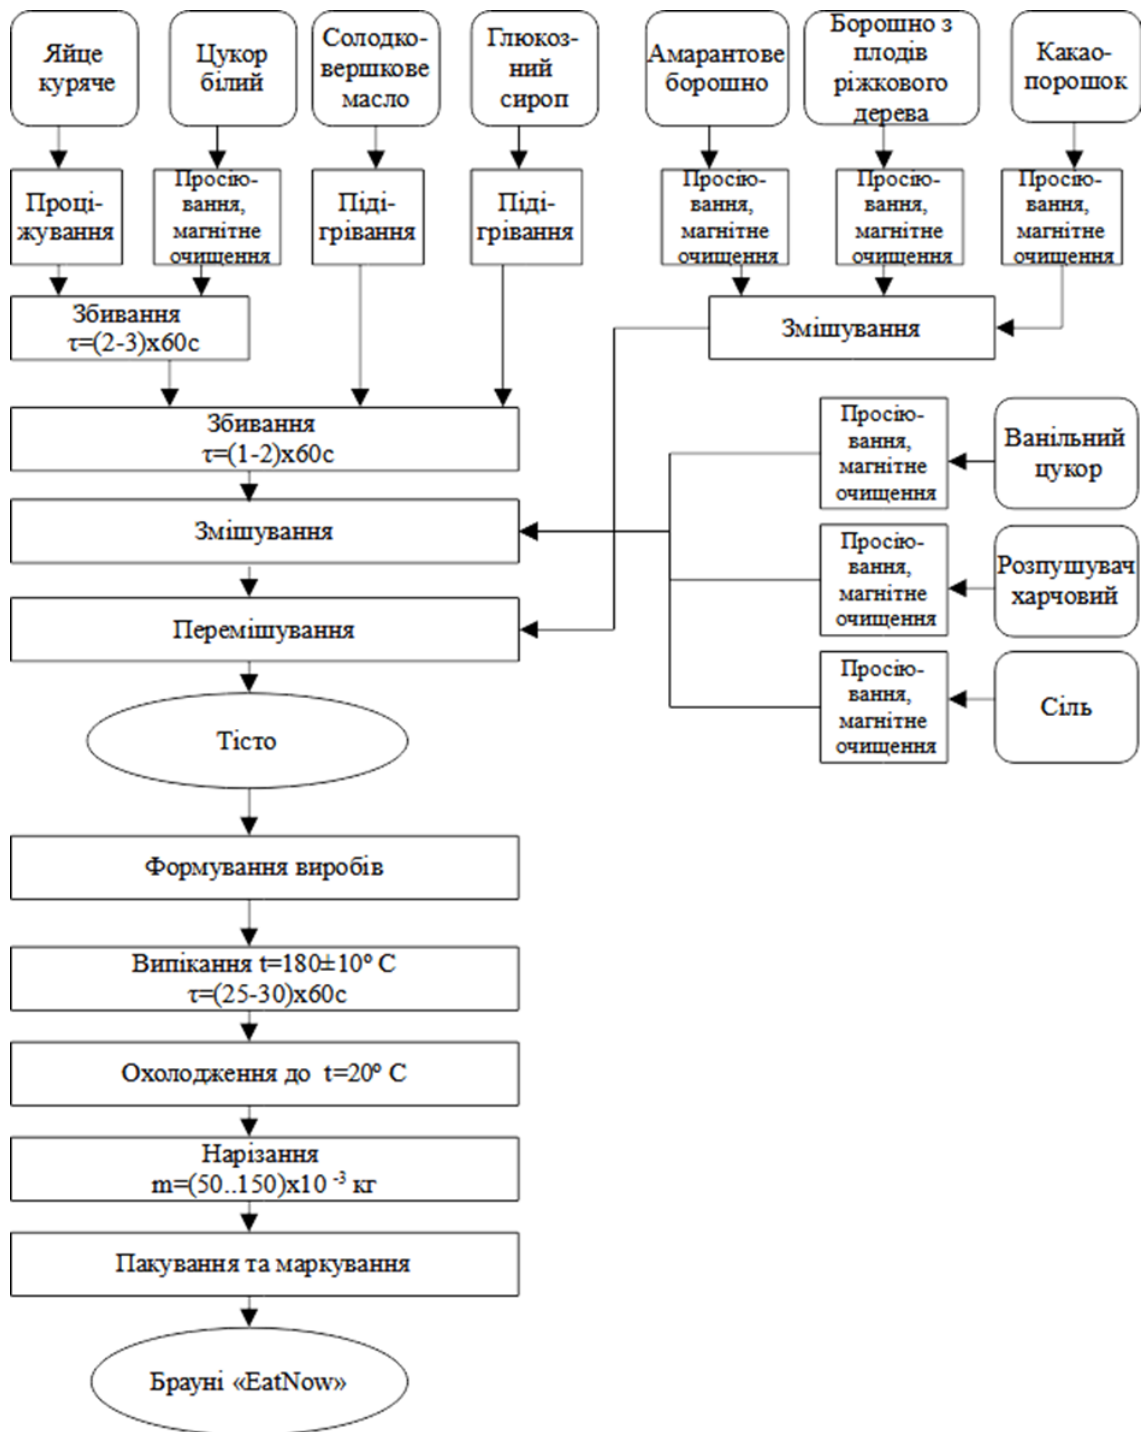 Яйце
куряче
Цукор
білий
Солодко-
вершкове
масло
Глюкоз-
ний
сироп
Амарантове
борошно
Борошно з
плодів
ріжкового
дерева
Какао-
порошок
Проці-
жування
Просію-
вання,
магнітне
очищення
Піді-
грівання
Піді-
грівання
Просію-
вання,
магнітне
очищення
Просію-
вання,
магнітне
очищення
Просію-
вання,
магнітне
очищення
Збивання
τ=(2-3)х60с
Змішування
Збивання
τ=(1-2)х60с
Просію-
вання,
магнітне
очищення
Ванільний
цукор
Змішування
Просію-
вання,
магнітне
очищення
Розпушувач
харчовий
Перемішування
Просію-
вання,
магнітне
очищення
Сіль
Тісто
Формування виробів
Випікання t=180±10º С
τ=(25-30)х60с
Охолодження до t=20º С
Нарізання
m=(50..150)х10 ⁻³ кг
Пакування та маркування
Брауні «EatNow»